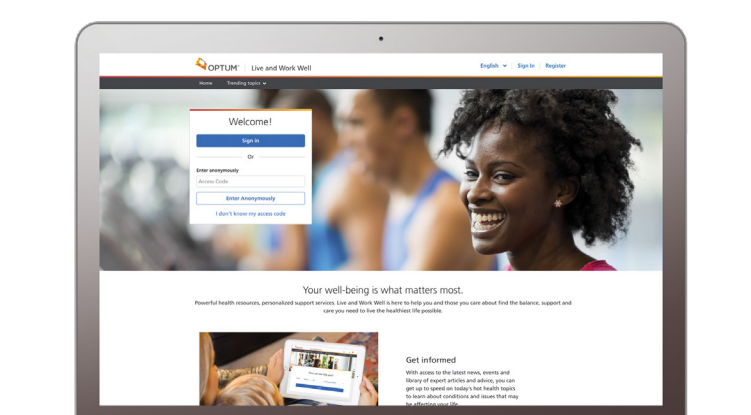 OPTUM® Live and Work Well
English Sign In Register
Home Trending topics
Welcome!
Sign in
Or
Enter anonymously
Access Code
Enter Anonymously
I don't know my access code
Your well-being is what matters most.
Powerful health resources, personalized support services. Live and Work Well is here to help you and those you care about find the balance, support and
care you need to live the healthiest life possible.
Get informed
With access to the latest news, events and
library of expert articles and advice, you can
get up to speed on today's hot health topics
to learn about conditions and issues that may
be affecting your life.